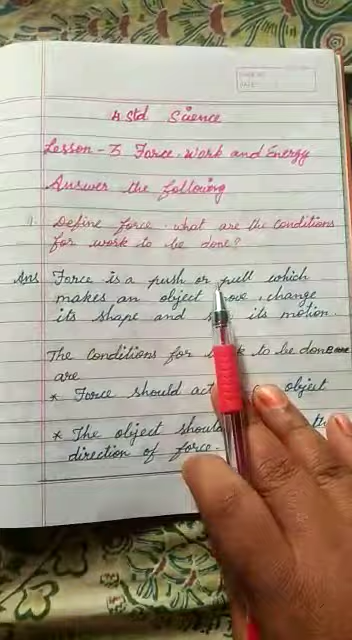 4 Std Science
Lesson - 3 Force, Work and Energy
Answer the following
1. Define force. What are the conditions
for work to be done?
Ans Force is a push or pull which
makes an object move, change
its shape and its motion.
The conditions for to be done
are
* Force should act object
* The object should
direction of force.